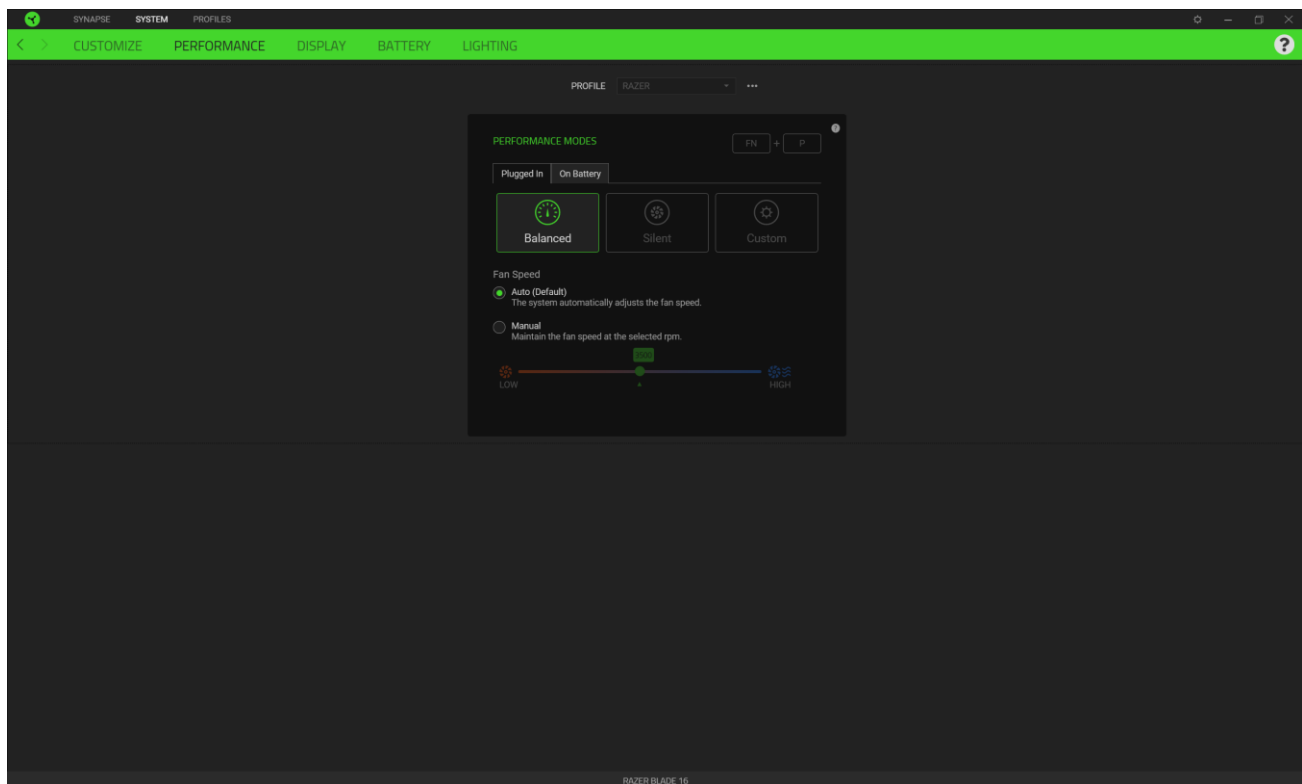 SYNAPSE SYSTEM PROFILES
CUSTOMIZE PERFORMANCE DISPLAY BATTERY LIGHTING ?
PROFILE RAZER •••
PERFORMANCE MODES FN + P
Plugged In On Battery
Balanced Silent Custom
Fan Speed
Auto (Default)
The system automatically adjusts the fan speed.
Manual
Maintain the fan speed at the selected rpm.
LOW HIGH
RAZER BLADE 16